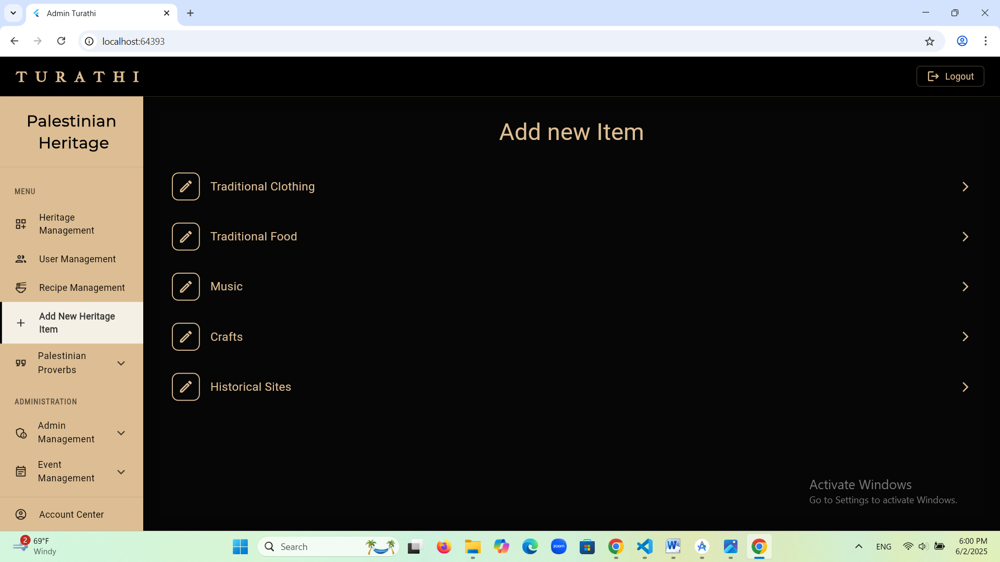 Admin Turathi
localhost:64393
TURATHI
Logout
Palestinian
Heritage
MENU
Heritage
Management
User Management
Recipe Management
Add New Heritage
Item
Palestinian
Proverbs
ADMINISTRATION
Admin
Management
Event
Management
Account Center
Add new Item
Traditional Clothing
Traditional Food
Music
Crafts
Historical Sites
Activate Windows
Go to Settings to activate Windows.
2
69°F
Windy
Search
zoom
W
ENG
6:00 PM
6/2/2025